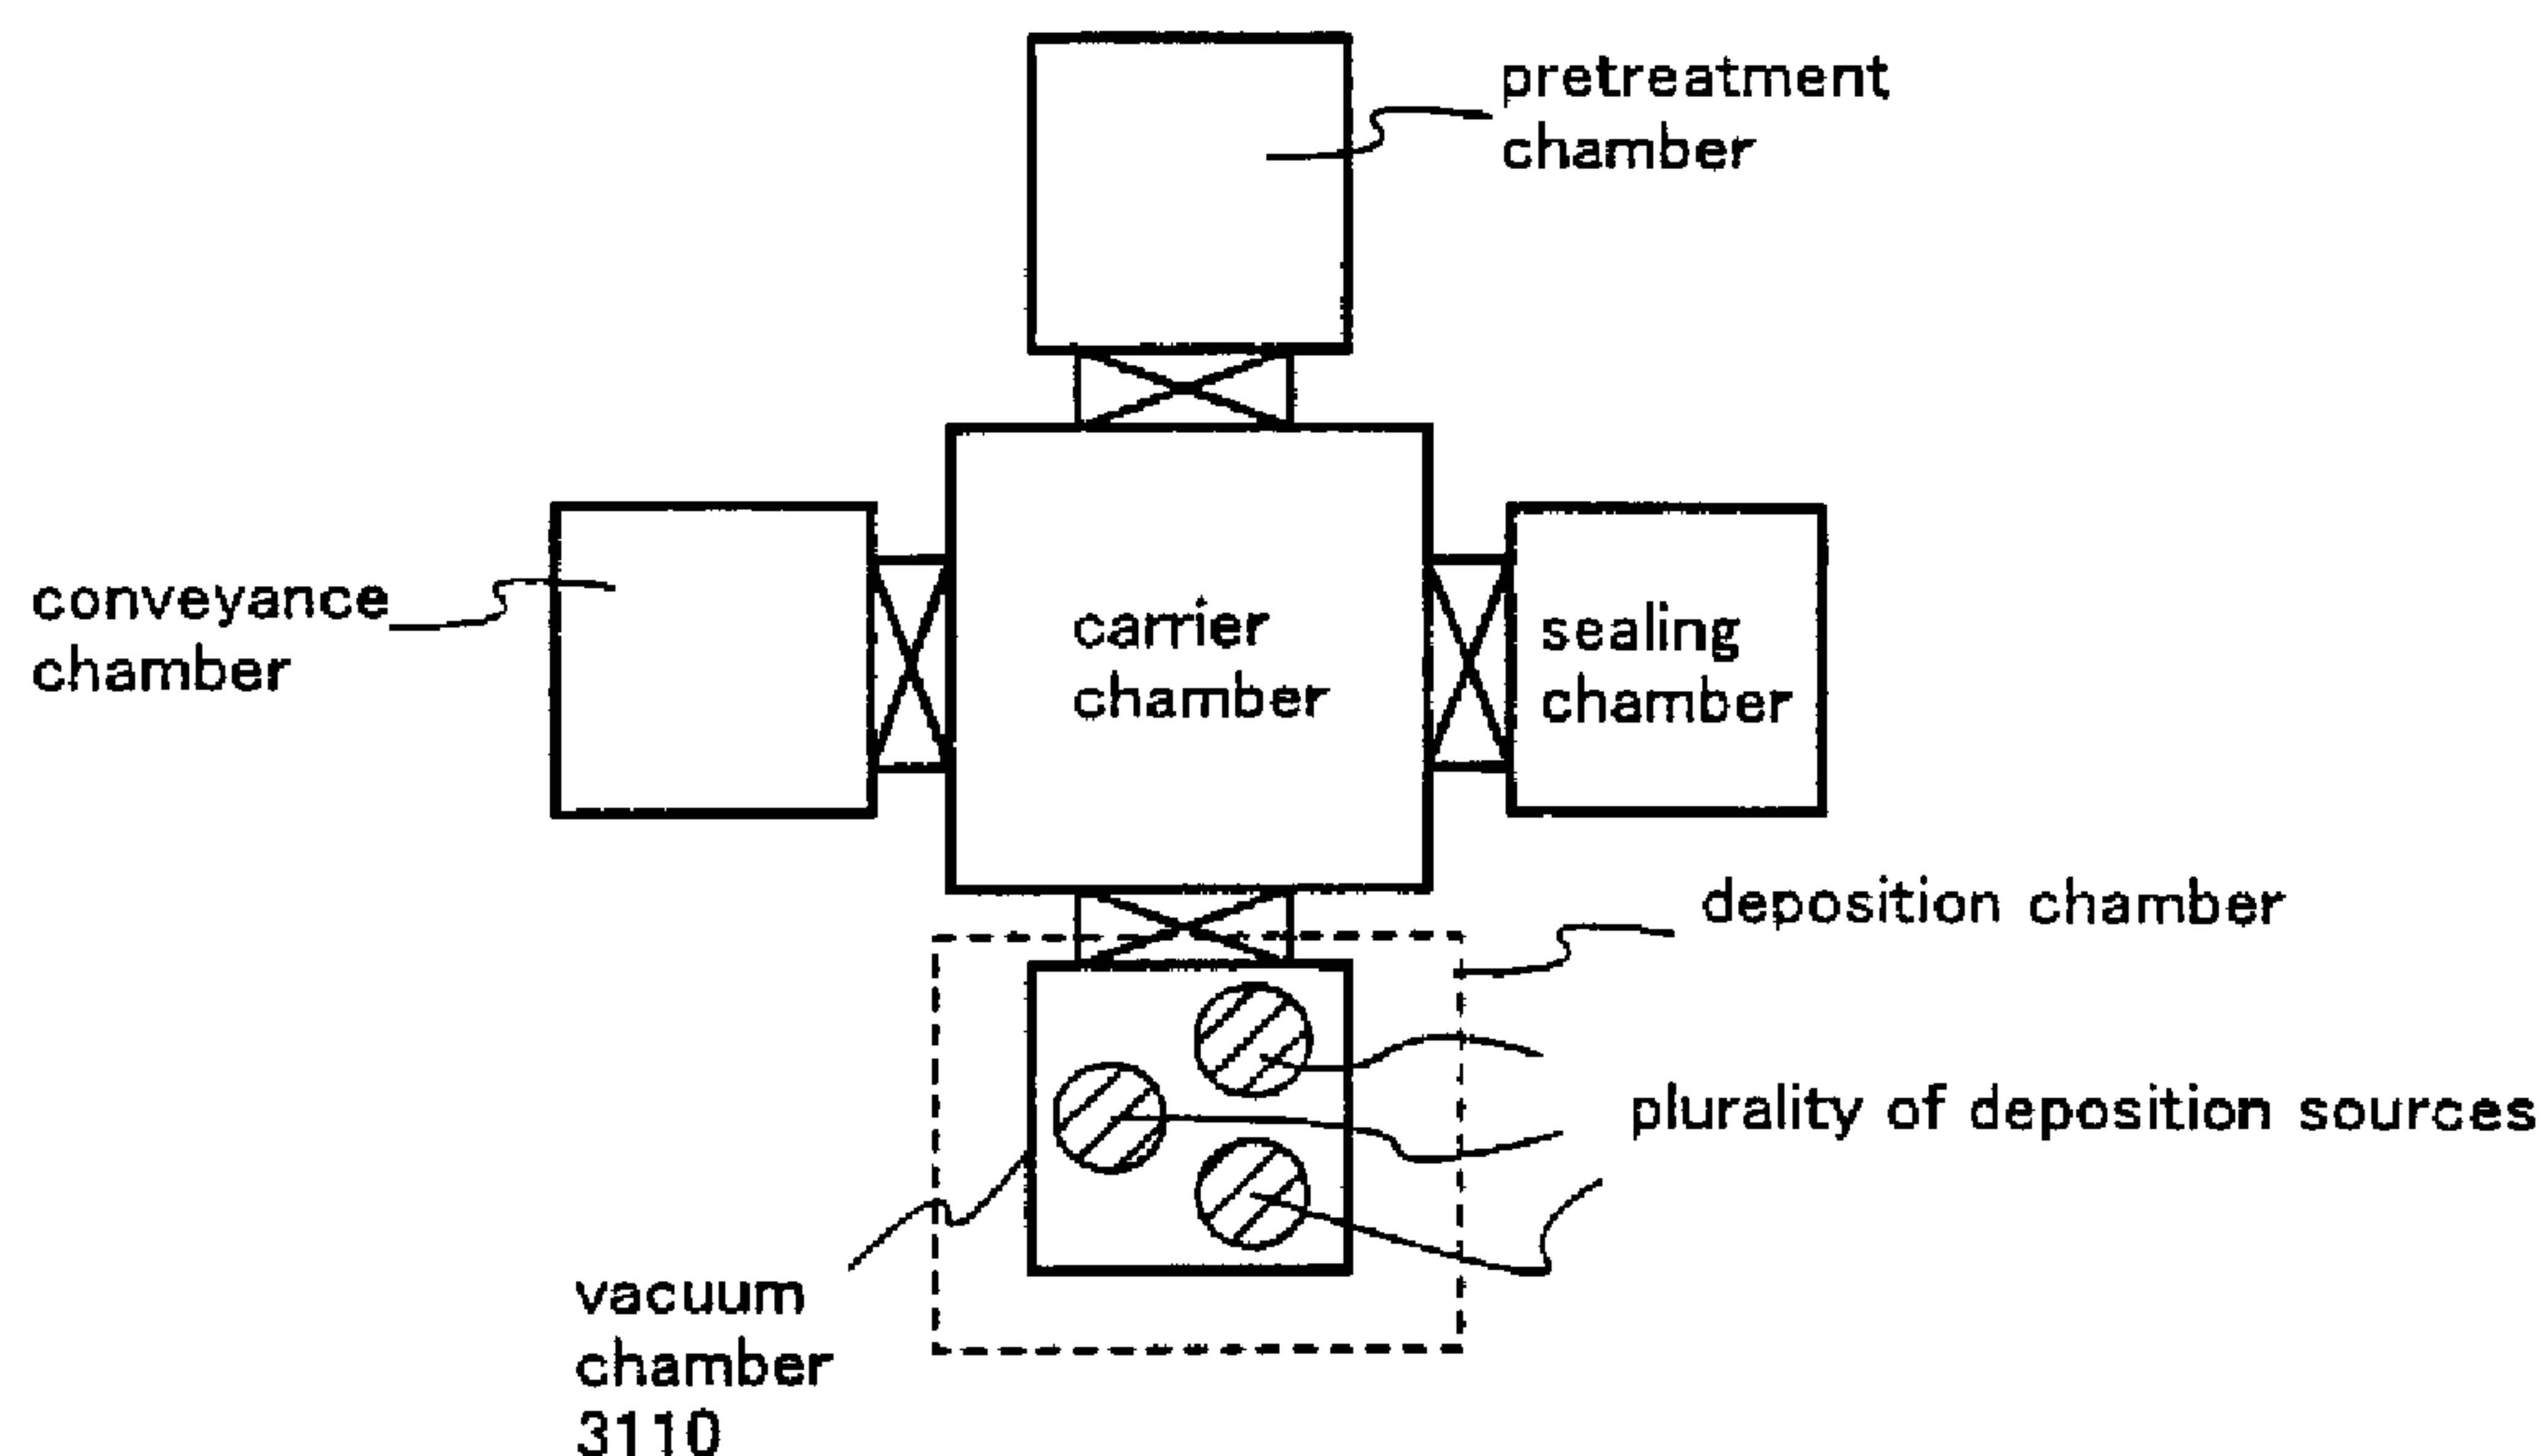 pretreatment
chamber
conveyance
chamber
carrier
chamber
sealing
chamber
deposition chamber
plurality of deposition sources
vacuum
chamber
3110